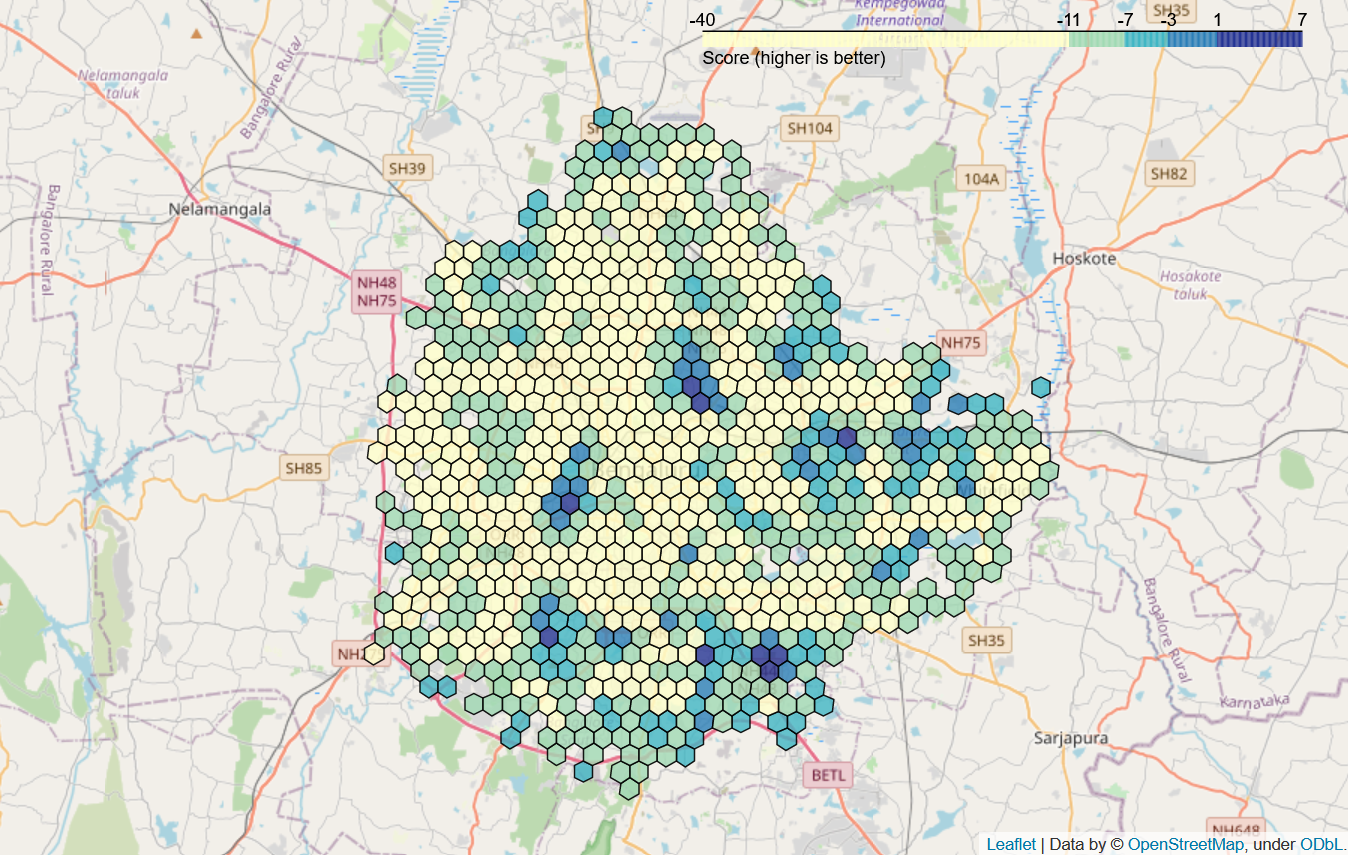 Kempegowda
International
SH35
-40 -11 -7 -3 1 7
Score (higher is better)
Nelamangala
taluk
Bangalore Rural
SH104
SH39
SH82
104A
Bangalore Rural
Nelamangala
Hoskote
Hosakote
taluk
NH48
NH75
NH75
SH85
Bengaluru
SH35
Bangalore Rural
Karnataka
Sarjapura
BETL
NH648
Leaflet | Data by © OpenStreetMap, under ODbL.